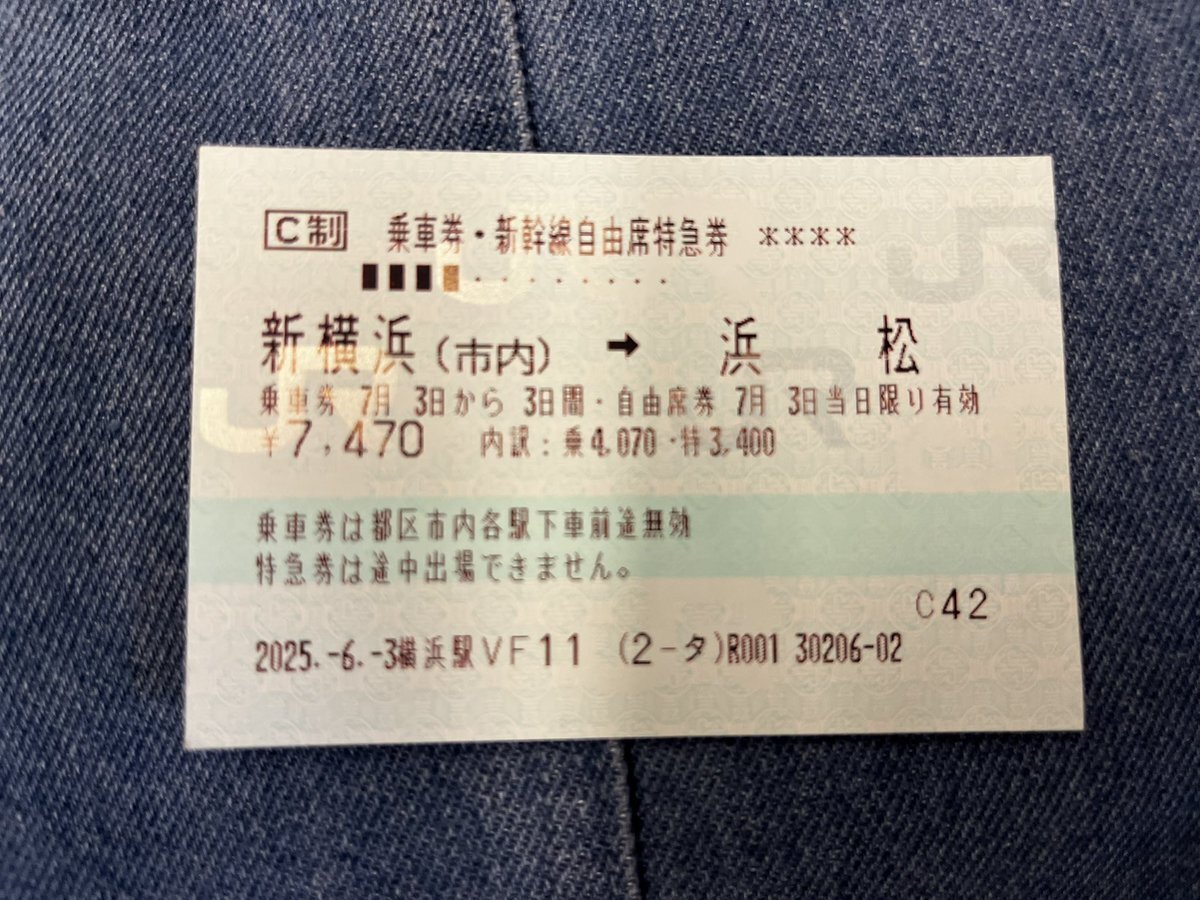 C制 乗車券・新幹線自由席特急券 ****
新横浜(市内) ➡ 浜松
乗車券 7月 3日から 3日間・自由席券 7月 3日当日限り有効
¥7,470 内訳:乗4,070・特3,400
乗車券は都区市内各駅下車前途無効
特急券は途中出場できません。
C42
2025.-6.-3横浜駅VF11 (2-タ)R001 30206-02
JR
JR
JR
JR